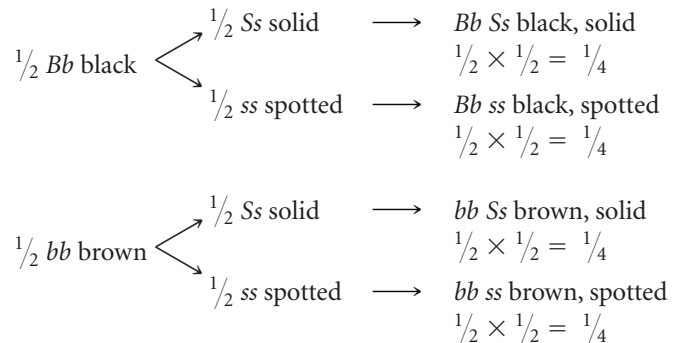 ½ Ss solid ⟶ Bb Ss black, solid
½ Bb black
½ × ½ = ¼
½ ss spotted ⟶ Bb ss black, spotted
½ × ½ = ¼
½ Ss solid ⟶ bb Ss brown, solid
½ bb brown
½ × ½ = ¼
½ ss spotted ⟶ bb ss brown, spotted
½ × ½ = ¼